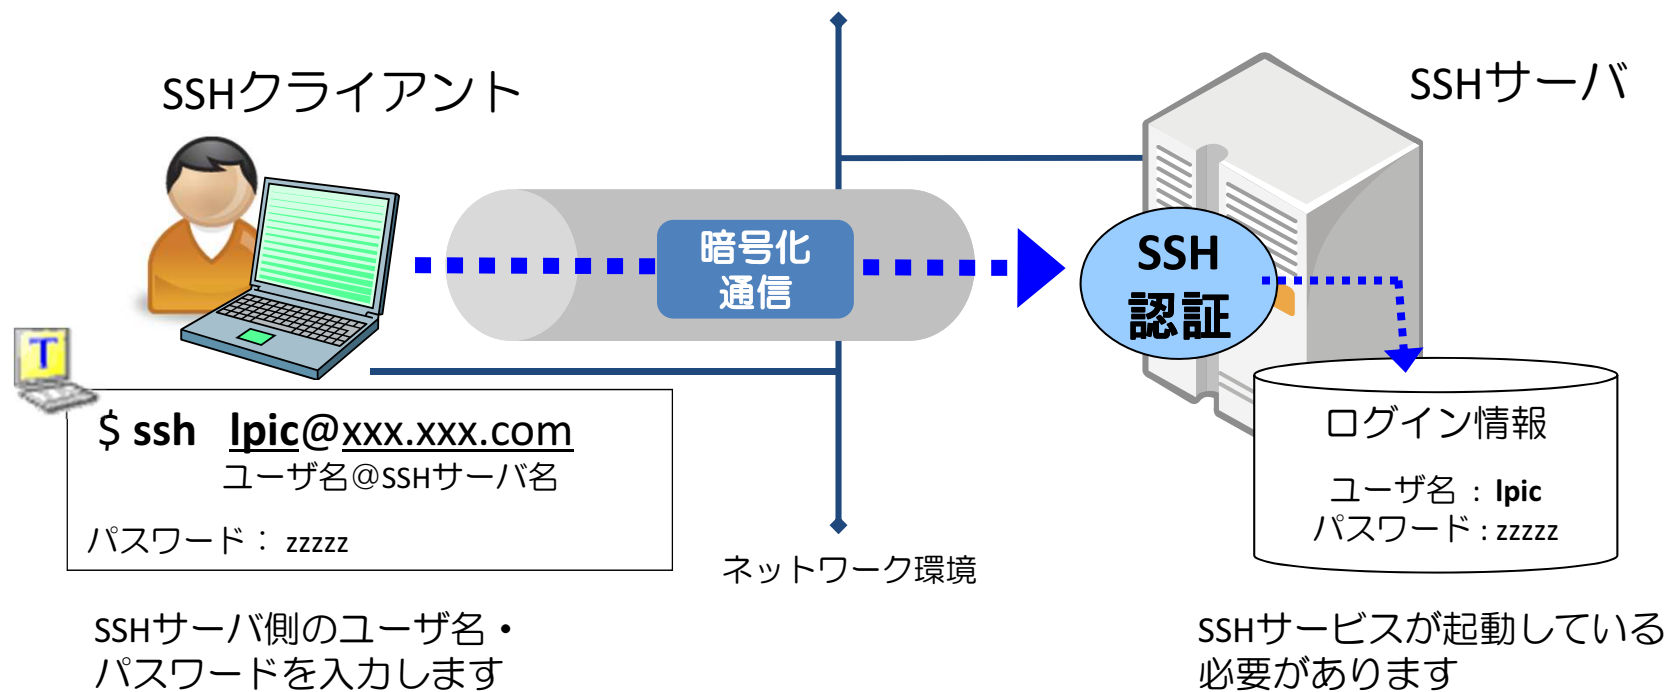 SSHクライアント
SSHサーバ
暗号化
通信
SSH
認証
T
$ ssh lpic@xxx.xxx.com
ユーザ名@SSHサーバ名
パスワード： zzzzz
ログイン情報
ユーザ名 : lpic
パスワード : zzzzz
ネットワーク環境
SSHサーバ側のユーザ名・
パスワードを入力します
SSHサービスが起動している
必要があります